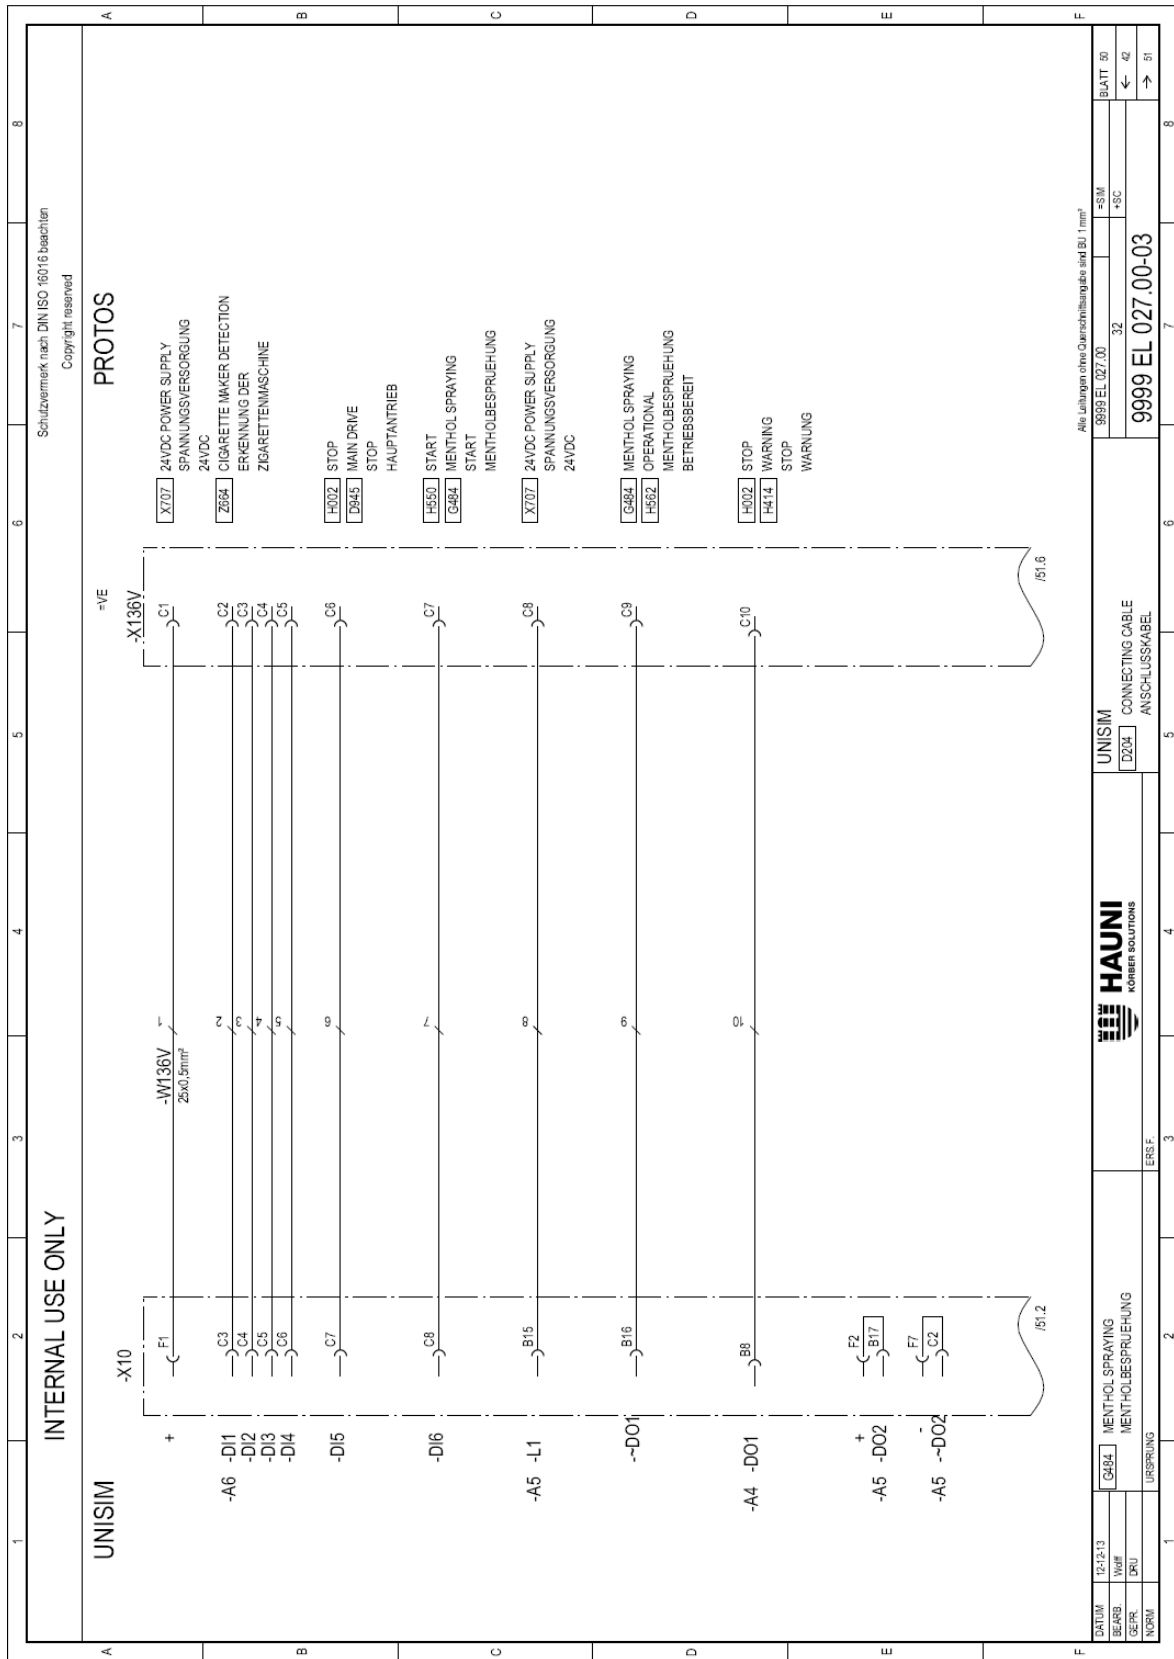 1 2 3 4 5 6 7 8
INTERNAL USE ONLY
Schutzvermerk nach DIN ISO 16016 beachten
Copyright reserved
A
B
C
D
E
F
UNISIM
PROTOS
-X10
=VE
-X136V
-W136V
25x0,5mm²
+ F1 1 C1
X707 24VDC POWER SUPPLY
SPANNUNGSVERSORGUNG
24VDC
-A6 -DI1 C3 2 C2
-DI2 C4 3 C3
-DI3 C5 4 C4
-DI4 C6 5 C5
Z664 CIGARETTE MAKER DETECTION
ERKENNUNG DER
ZIGARETTENMASCHINE
-DI5 C7 6 C6
H002 STOP
D945 MAIN DRIVE
STOP
HAUPTANTRIEB
-DI6 C8 7 C7
H550 START
G484 MENTHOL SPRAYING
START
MENTHOLBESPRUEHUNG
-A5 -L1 B15 8 C8
X707 24VDC POWER SUPPLY
SPANNUNGSVERSORGUNG
24VDC
-~DO1 B16 9 C9
G484 MENTHOL SPRAYING
H562 OPERATIONAL
MENTHOLBESPRUEHUNG
BETRIEBSBEREIT
-A4 -DO1 B8 10 C10
H002 STOP
H414 WARNING
STOP
WARNUNG
+ F2
-A5 -DO2 B17
- F7
-A5 -~DO2 C2
/51.2
/51.6
Alle Leitungen ohne Querschnittsangabe sind BU 1 mm²
A
B
C
D
E
F
DATUM 12-12-13
BEARB. Wolff
GEPR. DRU
NORM
G484 MENTHOL SPRAYING
MENTHOLBESPRUEHUNG
URSPRUNG
ERS.F.
HAUNI
KÖRBER SOLUTIONS
UNISIM
D204 CONNECTING CABLE
ANSCHLUSSKABEL
9999 EL 027.00
32
9999 EL 027.00-03
=SIM
+SC
BLATT 50
← 42
→ 51
1 2 3 4 5 6 7 8